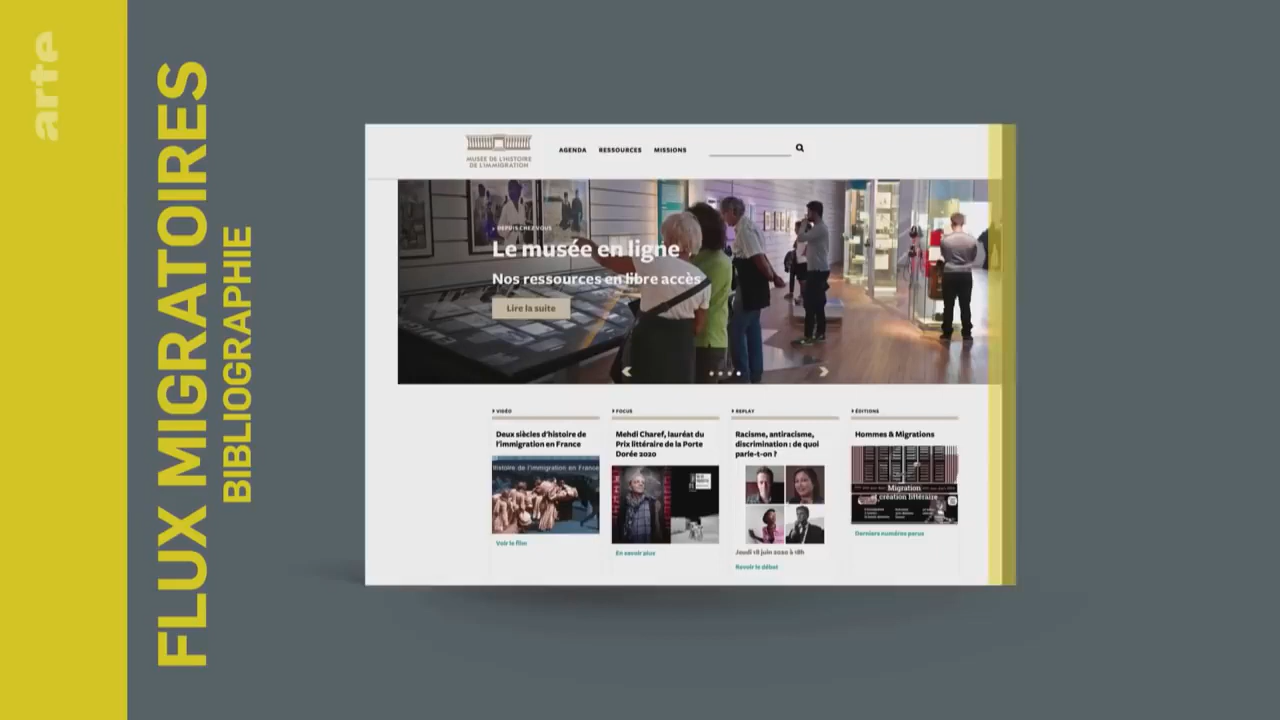 arte
FLUX MIGRATOIRES
BIBLIOGRAPHIE
MUSÉE DE L'HISTOIRE
DE L'IMMIGRATION
AGENDA
RESSOURCES
MISSIONS
DEPUIS CHEZ VOUS
Le musée en ligne
Nos ressources en libre accès
Lire la suite
VIDÉO
Deux siècles d'histoire de
l'immigration en France
Histoire de l'immigration en France
Voir le film
FOCUS
Mehdi Charef, lauréat du
Prix littéraire de la Porte
Dorée 2020
En savoir plus
REPLAY
Racisme, antiracisme,
discrimination : de quoi
parle-t-on ?
Jeudi 18 juin 2020 à 18h
Revoir le débat
ÉDITIONS
Hommes & Migrations
Migration
et création littéraire
Derniers numéros parus